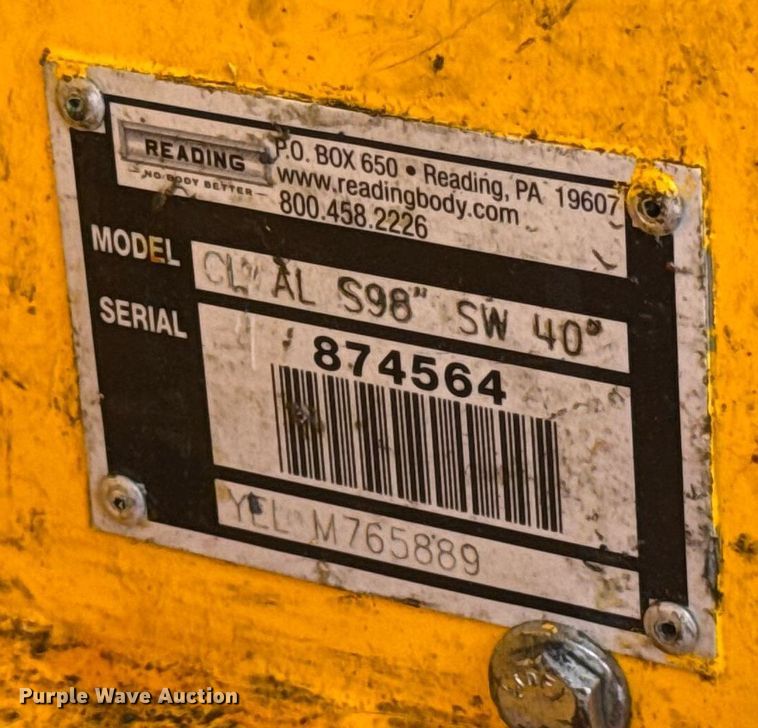 READING
NO BODY BETTER
P.O. BOX 650 • Reading, PA 19607
www.readingbody.com
800.458.2226
MODEL
CLW AL S98" SW 40"
SERIAL
874564
YEL M765889
Purple Wave Auction